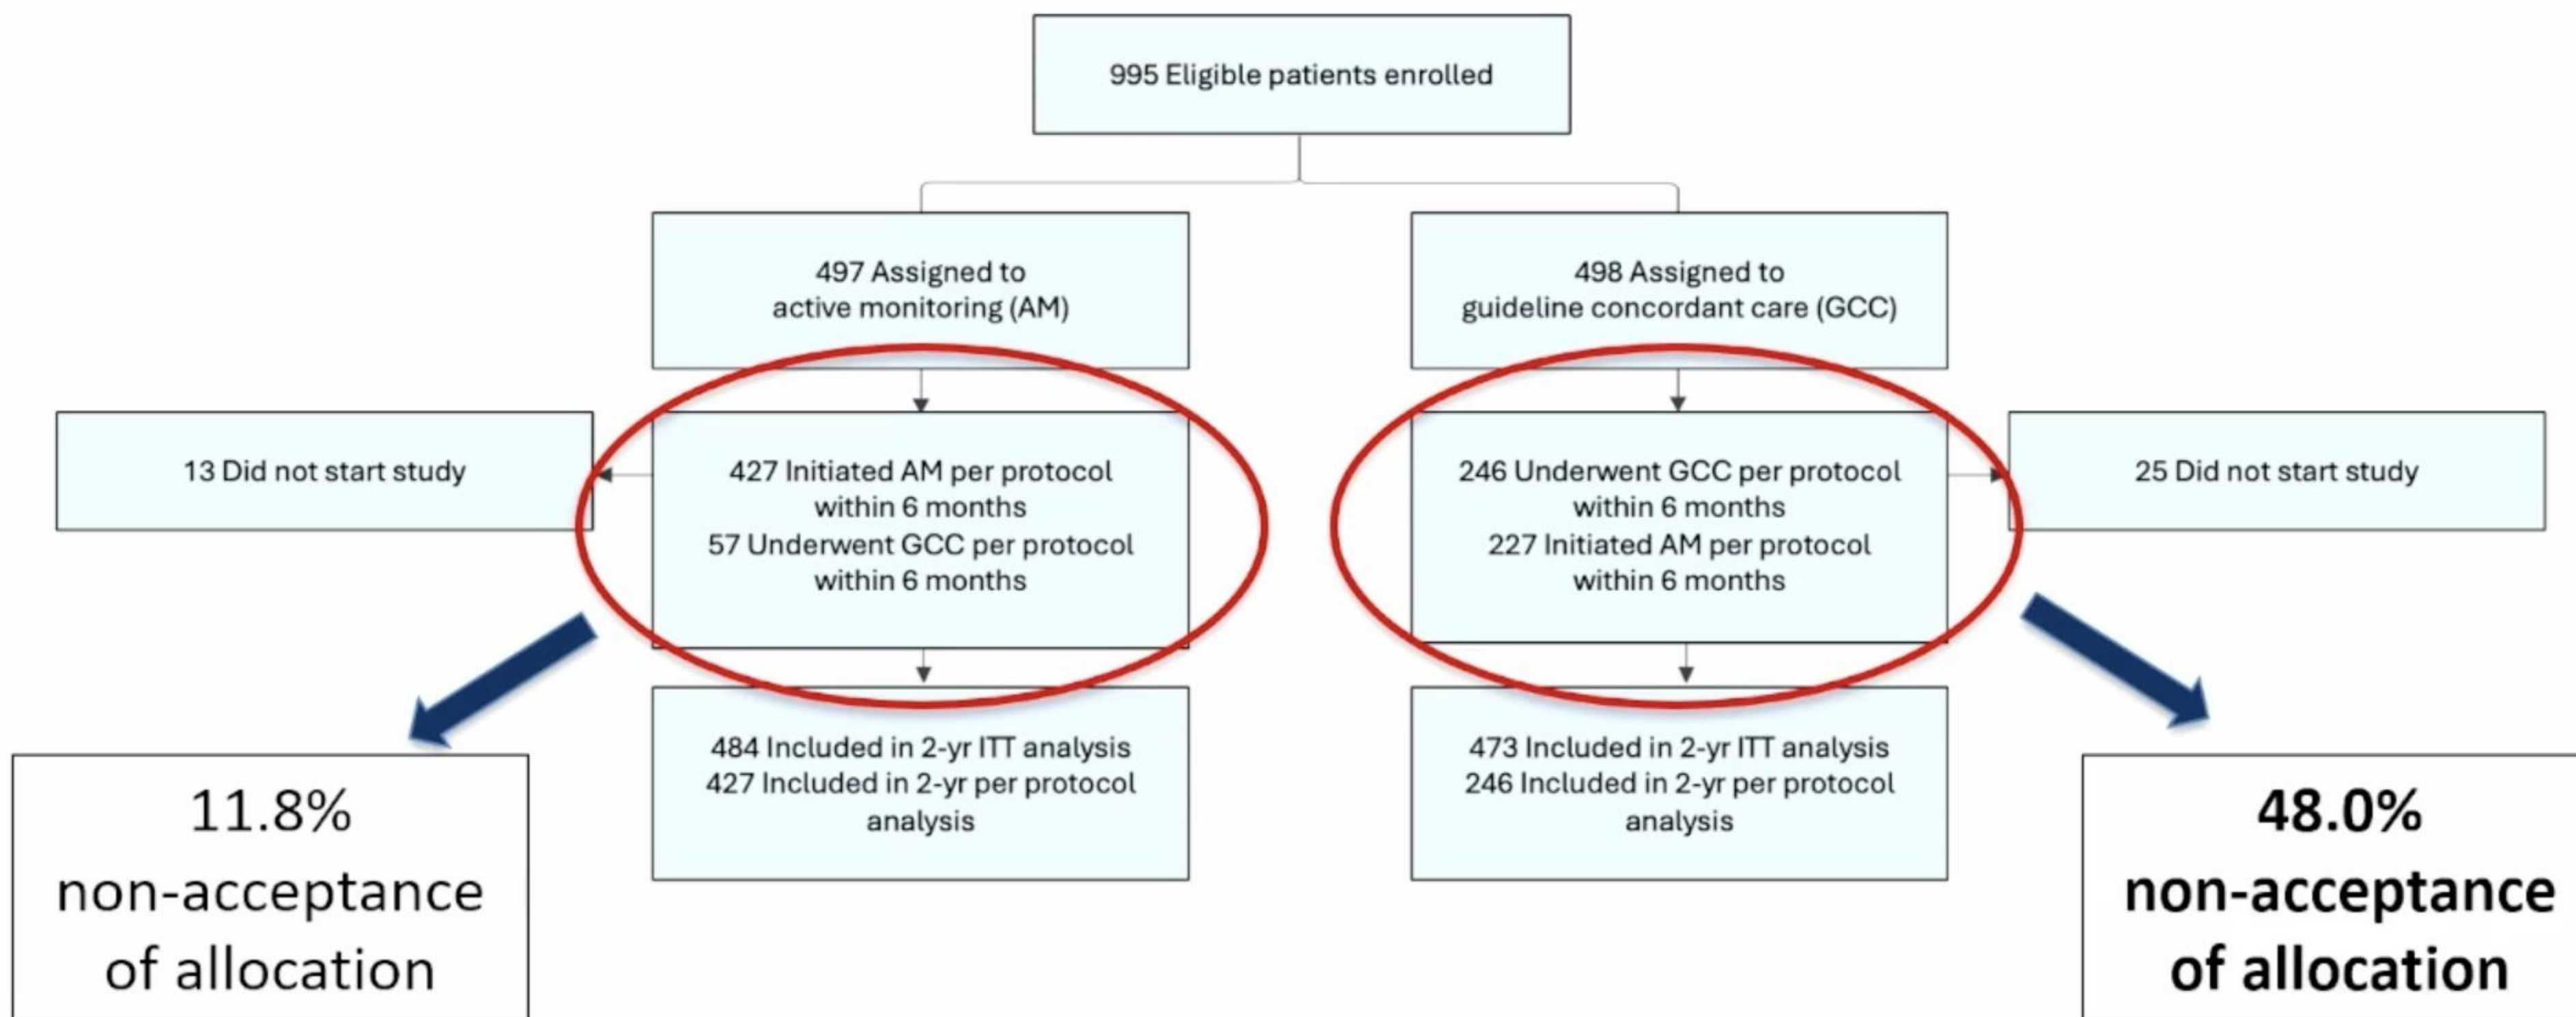 995 Eligible patients enrolled
497 Assigned to
active monitoring (AM)
498 Assigned to
guideline concordant care (GCC)
13 Did not start study
427 Initiated AM per protocol
within 6 months
57 Underwent GCC per protocol
within 6 months
246 Underwent GCC per protocol
within 6 months
227 Initiated AM per protocol
within 6 months
25 Did not start study
484 Included in 2-yr ITT analysis
427 Included in 2-yr per protocol
analysis
473 Included in 2-yr ITT analysis
246 Included in 2-yr per protocol
analysis
11.8%
non-acceptance
of allocation
48.0%
non-acceptance
of allocation